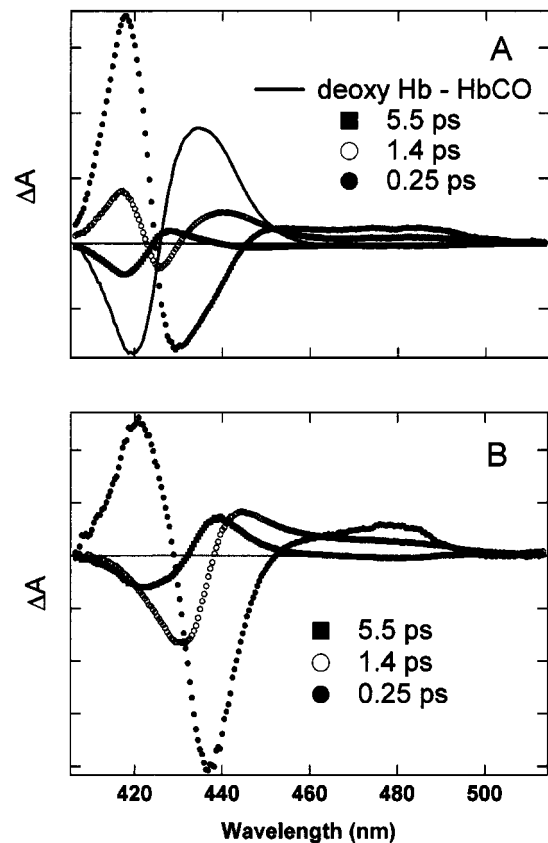 A
deoxy Hb - HbCO
5.5 ps
1.4 ps
0.25 ps
ΔA
B
ΔA
5.5 ps
1.4 ps
0.25 ps
420 440 460 480 500
Wavelength (nm)